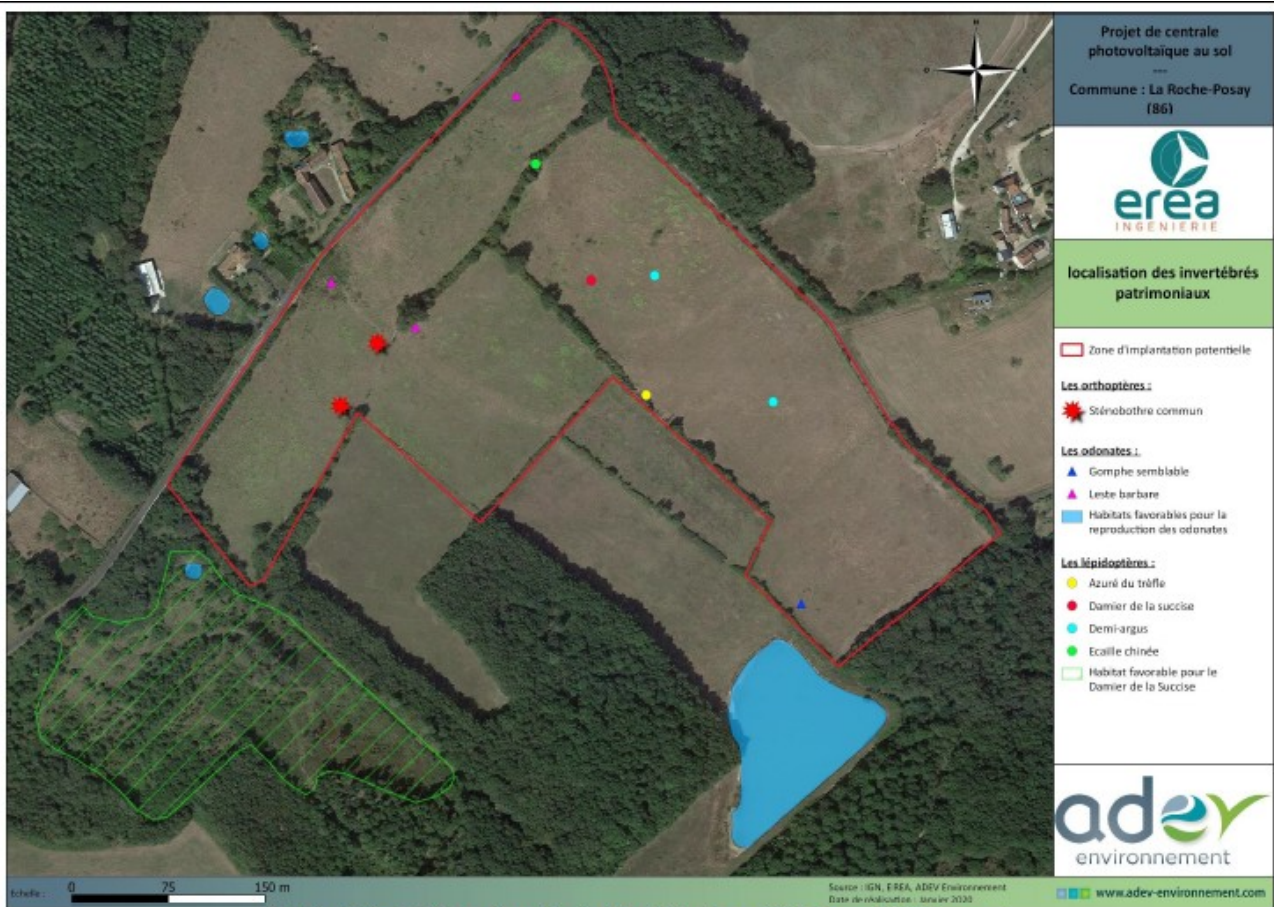 Projet de centrale
photovoltaïque au sol
---
Commune : La Roche-Posay
(86)
erea
INGENIERIE
localisation des invertébrés
patrimoniaux
Zone d'implantation potentielle
Les orthoptères :
Sténobothre commun
Les odonates :
Gomphe semblable
Leste barbare
Habitats favorables pour la
reproduction des odonates
Les lépidoptères :
Azuré du trèfle
Damier de la succise
Demi-argus
Ecaille chinée
Habitat favorable pour le
Damier de la Succise
adev
environnement
www.adev-environnement.com
N
O
E
S
Echelle :
0 75 150 m
Source : IGN, EREA, ADEV Environnement
Date de réalisation : Janvier 2020